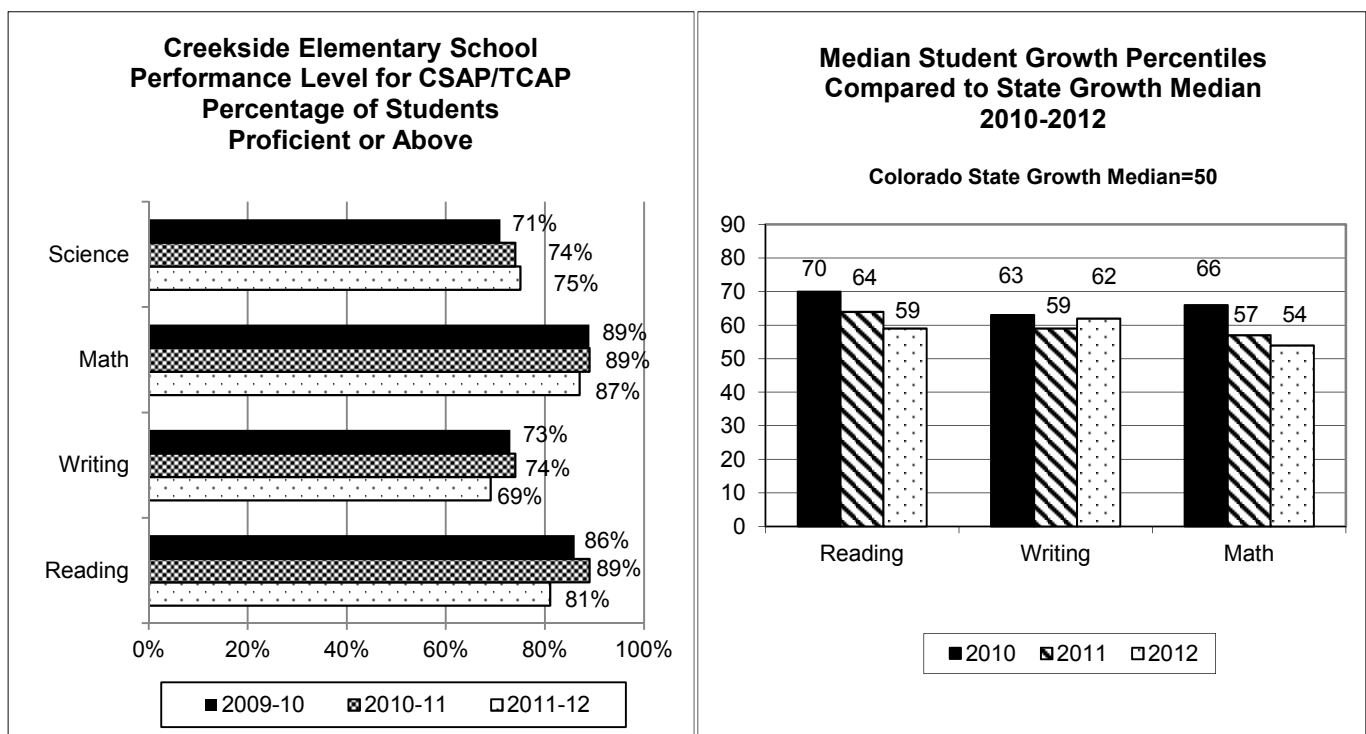 Creekside Elementary School
Performance Level for CSAP/TCAP
Percentage of Students
Proficient or Above
Science
71%
74%
75%
Math
89%
89%
87%
Writing
73%
74%
69%
Reading
86%
89%
81%
0% 20% 40% 60% 80% 100%
2009-10 2010-11 2011-12
Median Student Growth Percentiles
Compared to State Growth Median
2010-2012
Colorado State Growth Median=50
90
80
70
60
50
40
30
20
10
0
70 64 59 63 59 62 66 57 54
Reading Writing Math
2010 2011 2012